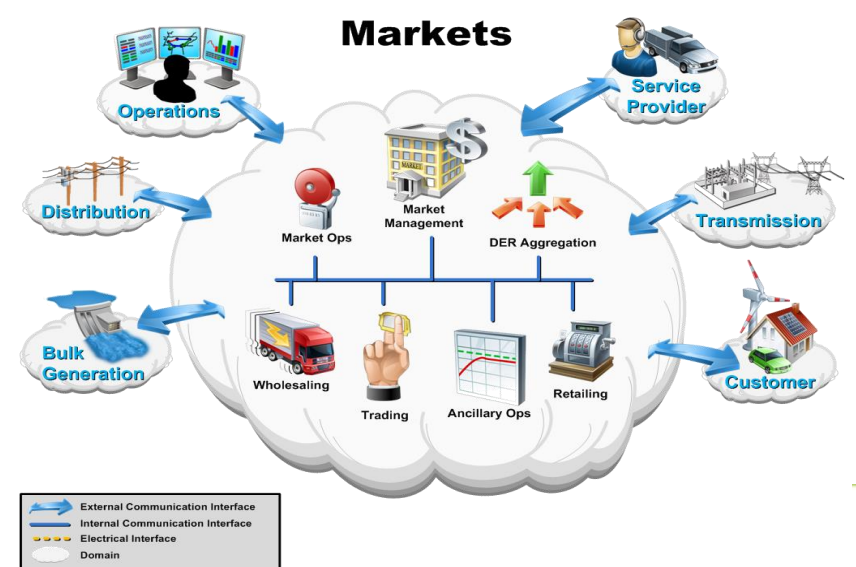 Markets
Operations
Service
Provider
Distribution
Transmission
MARKET
$
Market Ops
Market
Management
DER Aggregation
Bulk
Generation
Wholesaling
Trading
Ancillary Ops
Retailing
Customer
External Communication Interface
Internal Communication Interface
Electrical Interface
Domain